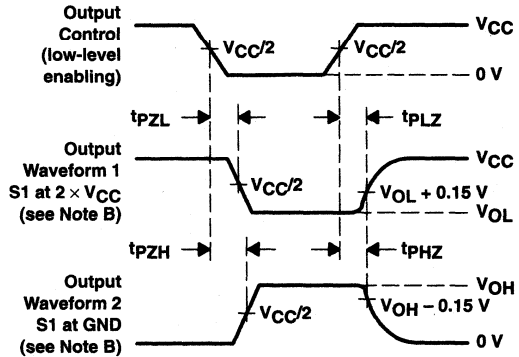 Output
Control
(low-level
enabling)
VCC/2
VCC/2
VCC
0 V
tPZL
tPLZ
Output
Waveform 1
S1 at 2 × VCC
(see Note B)
VCC/2
VCC
VOL + 0.15 V
VOL
tPZH
tPHZ
Output
Waveform 2
S1 at GND
(see Note B)
VCC/2
VOH
VOH – 0.15 V
0 V